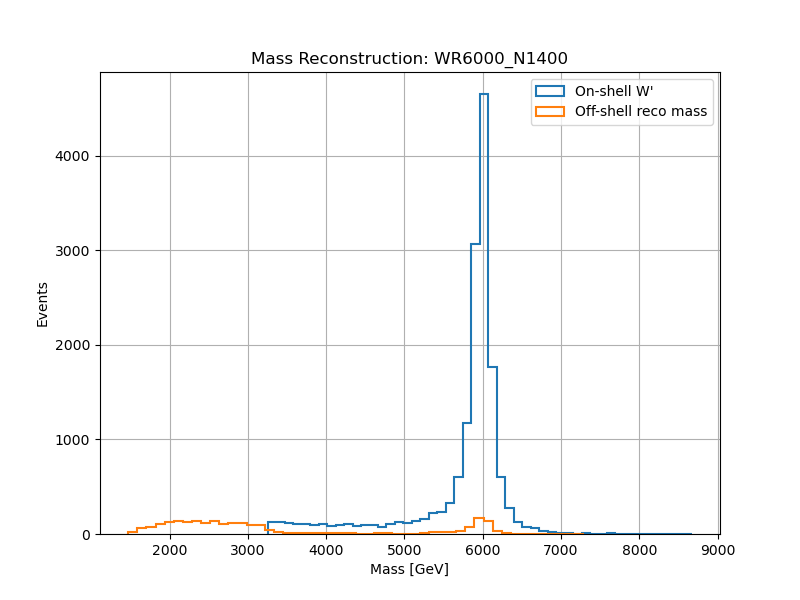 Mass Reconstruction: WR6000_N1400
On-shell W'
Off-shell reco mass
Events
4000
3000
2000
1000
0
2000 3000 4000 5000 6000 7000 8000 9000
Mass [GeV]